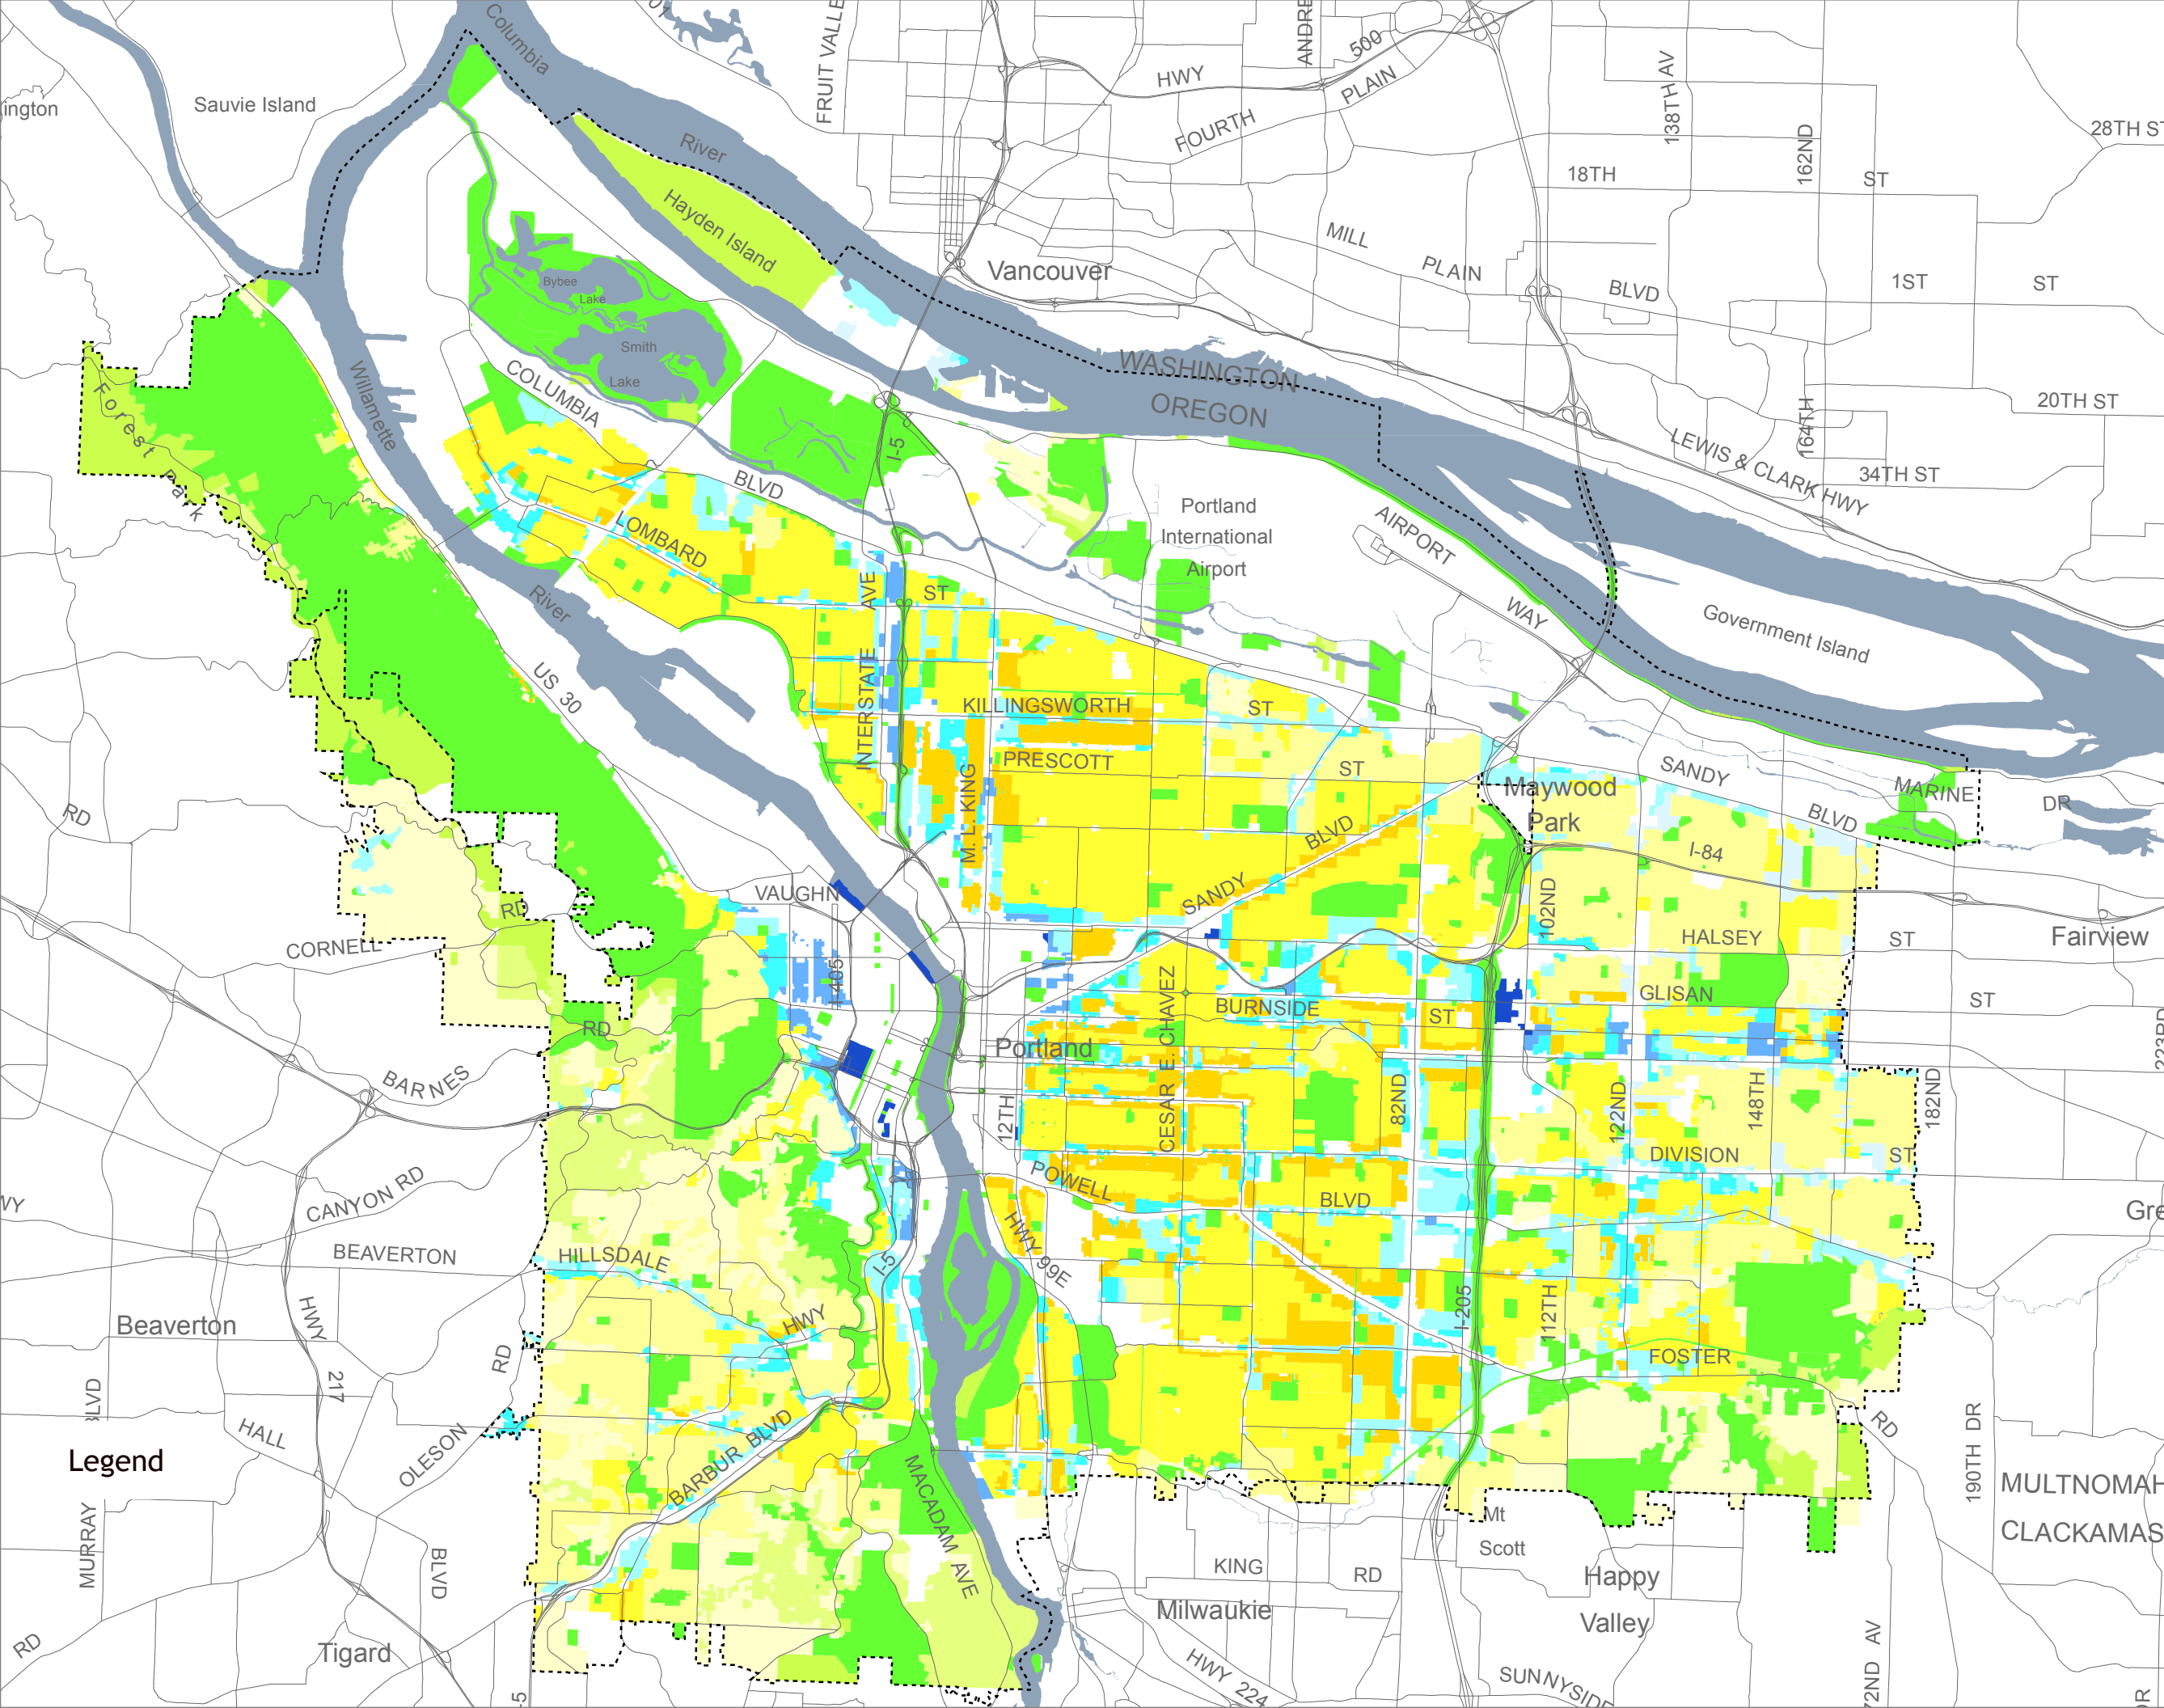 Columbia
FRUIT VALLE
ANDRE
500
HWY
PLAIN
FOURTH
138TH AV
162ND
28TH ST
ington
Sauvie Island
River
18TH
ST
Hayden Island
MILL
PLAIN
BLVD
1ST
ST
Vancouver
Bybee
Lake
Smith
Lake
WASHINGTON
OREGON
COLUMBIA
BLVD
Willamette
River
Forest Park
I-5
164TH
20TH ST
LEWIS & CLARK HWY
34TH ST
Portland
International
Airport
AIRPORT
WAY
LOMBARD
ST
INTERSTATE
AVE
Government Island
US 30
KILLINGSWORTH
ST
PRESCOTT
ST
M. L. KING
SANDY
BLVD
Maywood
Park
SANDY
BLVD
MARINE
DR
I-84
RD
VAUGHN
CORNELL
RD
102ND
HALSEY
ST
Fairview
I-405
GLISAN
ST
BURNSIDE
ST
CESAR E. CHAVEZ
RD
BARNES
Portland
12TH
82ND
122ND
148TH
182ND
223RD
DIVISION
ST
POWELL
BLVD
CANYON RD
WY
Gre
BEAVERTON
HILLSDALE
HWY
I-5
HWY 99E
I-205
112TH
FOSTER
RD
Beaverton
HWY
217
RD
OLESON
BLVD
HALL
BARBUR BLVD
MACADAM AVE
190TH DR
Legend
MURRAY
BLVD
MULTNOMAH
CLACKAMAS
Mt
Scott
KING
RD
Happy
Valley
Milwaukie
HWY 224
SUNNYSIDE
72ND AV
DR
RD
Tigard
-5